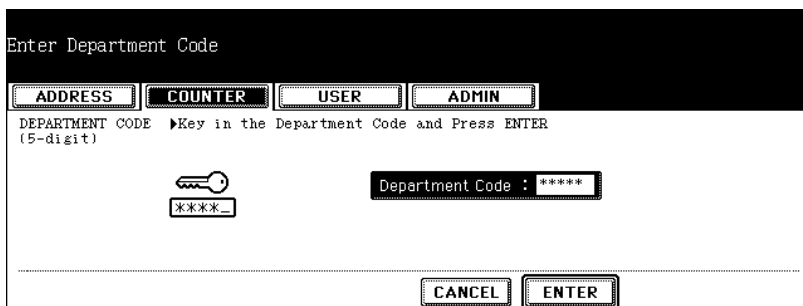 Enter Department Code
ADDRESS COUNTER USER ADMIN
DEPARTMENT CODE ▶Key in the Department Code and Press ENTER
(5-digit)
Department Code : *****
****_
CANCEL ENTER